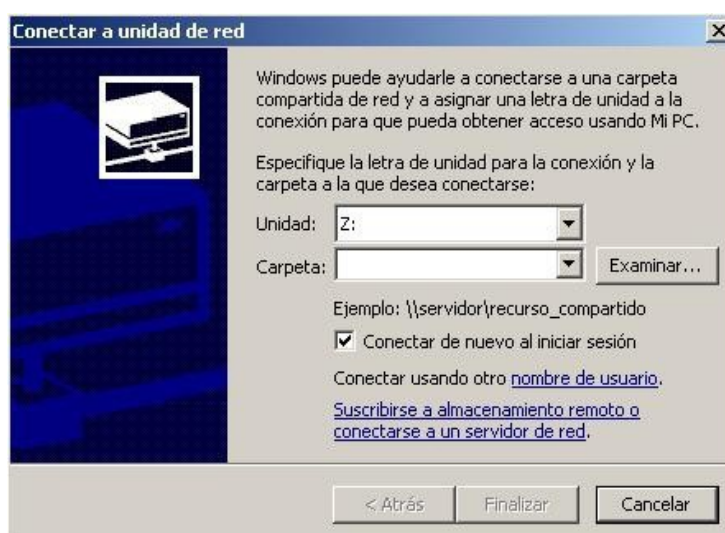 Conectar a unidad de red
Windows puede ayudarle a conectarse a una carpeta
compartida de red y a asignar una letra de unidad a la
conexión para que pueda obtener acceso usando Mi PC.
Especifique la letra de unidad para la conexión y la
carpeta a la que desea conectarse:
Unidad: Z:
Carpeta: Examinar...
Ejemplo: \\servidor\recurso_compartido
Conectar de nuevo al iniciar sesión
Conectar usando otro nombre de usuario.
Suscribirse a almacenamiento remoto o
conectarse a un servidor de red.
< Atrás Finalizar Cancelar